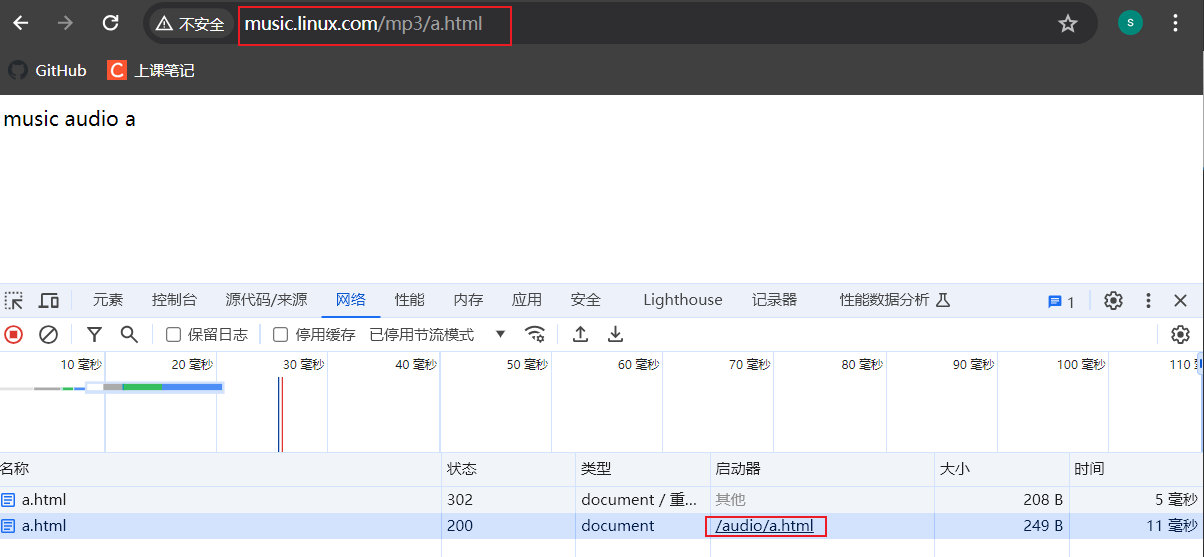 不安全 music.linux.com/mp3/a.html S
GitHub C 上课笔记
music audio a
元素 控制台 源代码/来源 网络 性能 内存 应用 安全 Lighthouse 记录器 性能数据分析 1
保留日志 停用缓存 已停用节流模式
10 毫秒 20 毫秒 30 毫秒 40 毫秒 50 毫秒 60 毫秒 70 毫秒 80 毫秒 90 毫秒 100 毫秒 110
名称 状态 类型 启动器 大小 时间
a.html 302 document / 重... 其他 208 B 5 毫秒
a.html 200 document /audio/a.html 249 B 11 毫秒